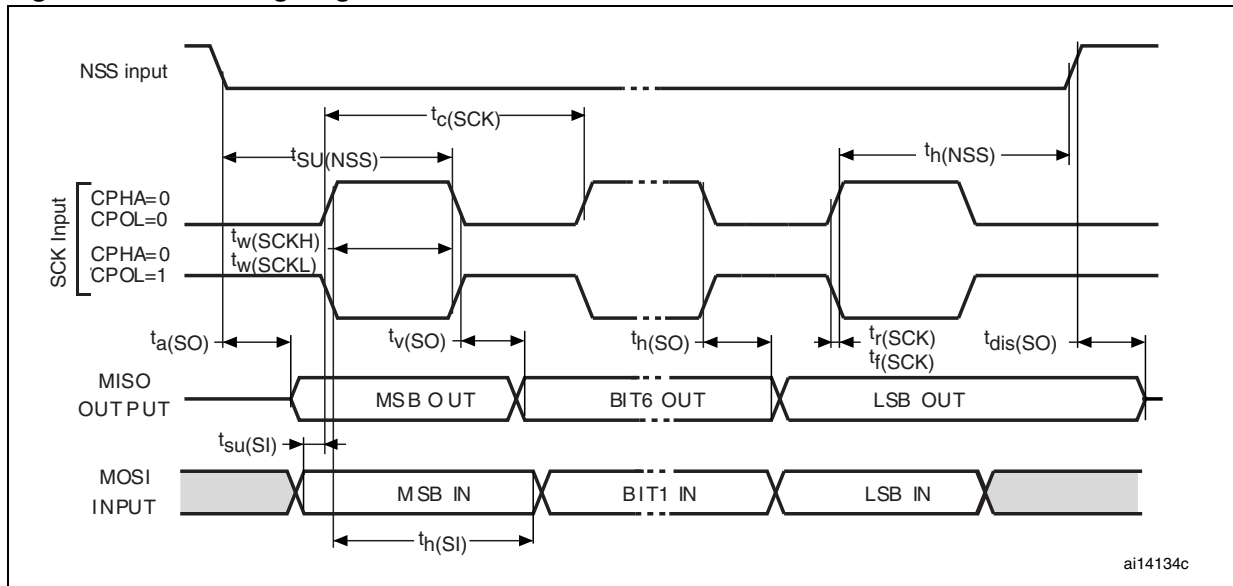 NSS input
tc(SCK)
tSU(NSS)
th(NSS)
SCK Input
CPHA=0
CPOL=0
tw(SCKH)
CPHA=0
tw(SCKL)
CPOL=1
ta(SO)
tv(SO)
th(SO)
tr(SCK)
tf(SCK)
tdis(SO)
MISO
OUTPUT
MSB OUT
BIT6 OUT
LSB OUT
tsu(SI)
MOSI
INPUT
MSB IN
BIT1 IN
LSB IN
th(SI)
ai14134c